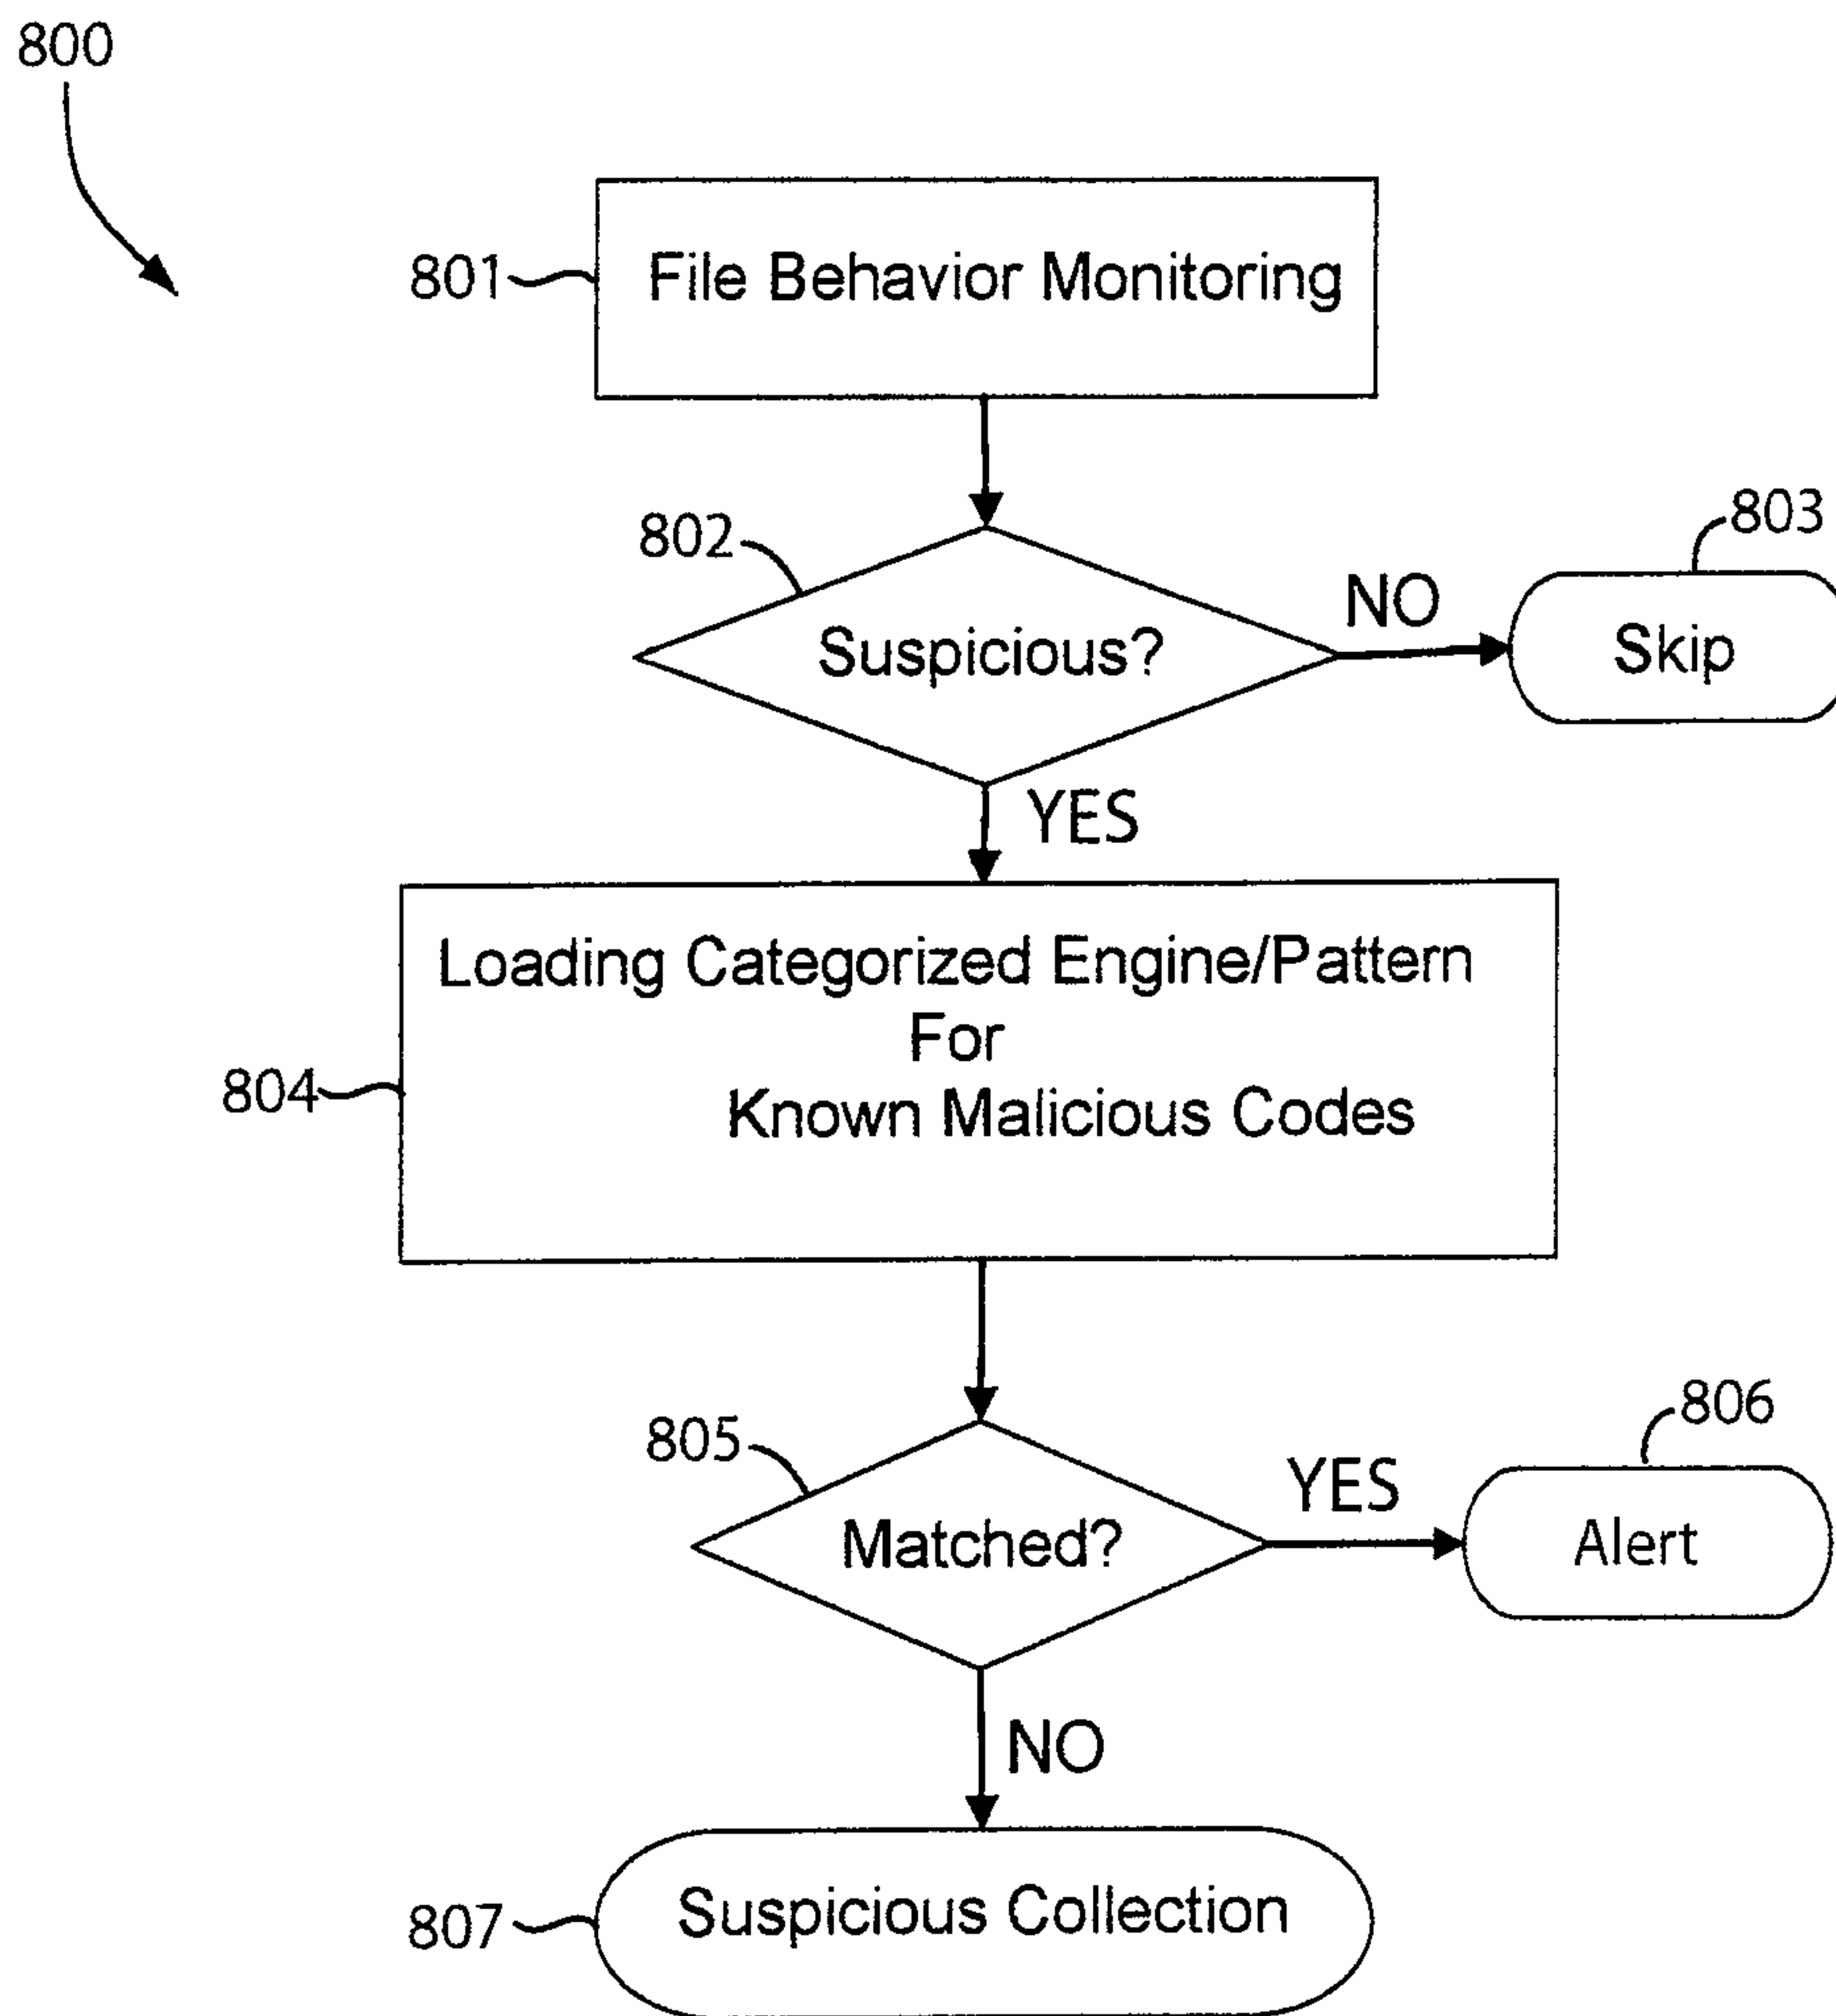 800
801
File Behavior Monitoring
802
803
Suspicious?
NO
Skip
YES
Loading Categorized Engine/Pattern
For
Known Malicious Codes
804
805
806
Matched?
YES
Alert
NO
807
Suspicious Collection